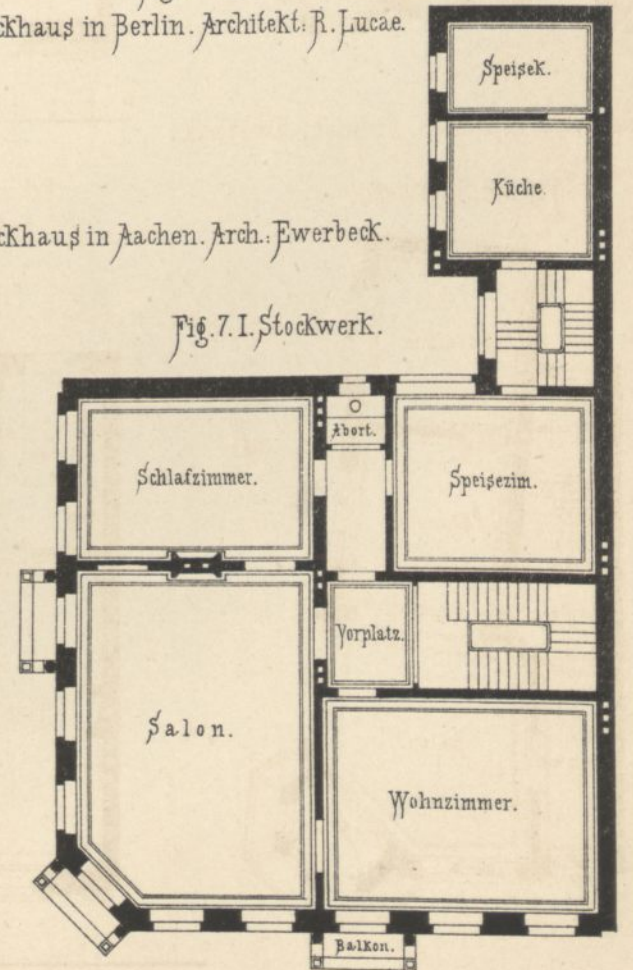 ckhaus in Berlin. Architekt: R. Lucae.
Speisek.
Küche.
ckhaus in Aachen. Arch.: Ewerbeck.
Fig. 7. I. Stockwerk.
Abort.
Schlafzimmer.
Speisezim.
Vorplatz.
Salon.
Wohnzimmer.
Balkon.